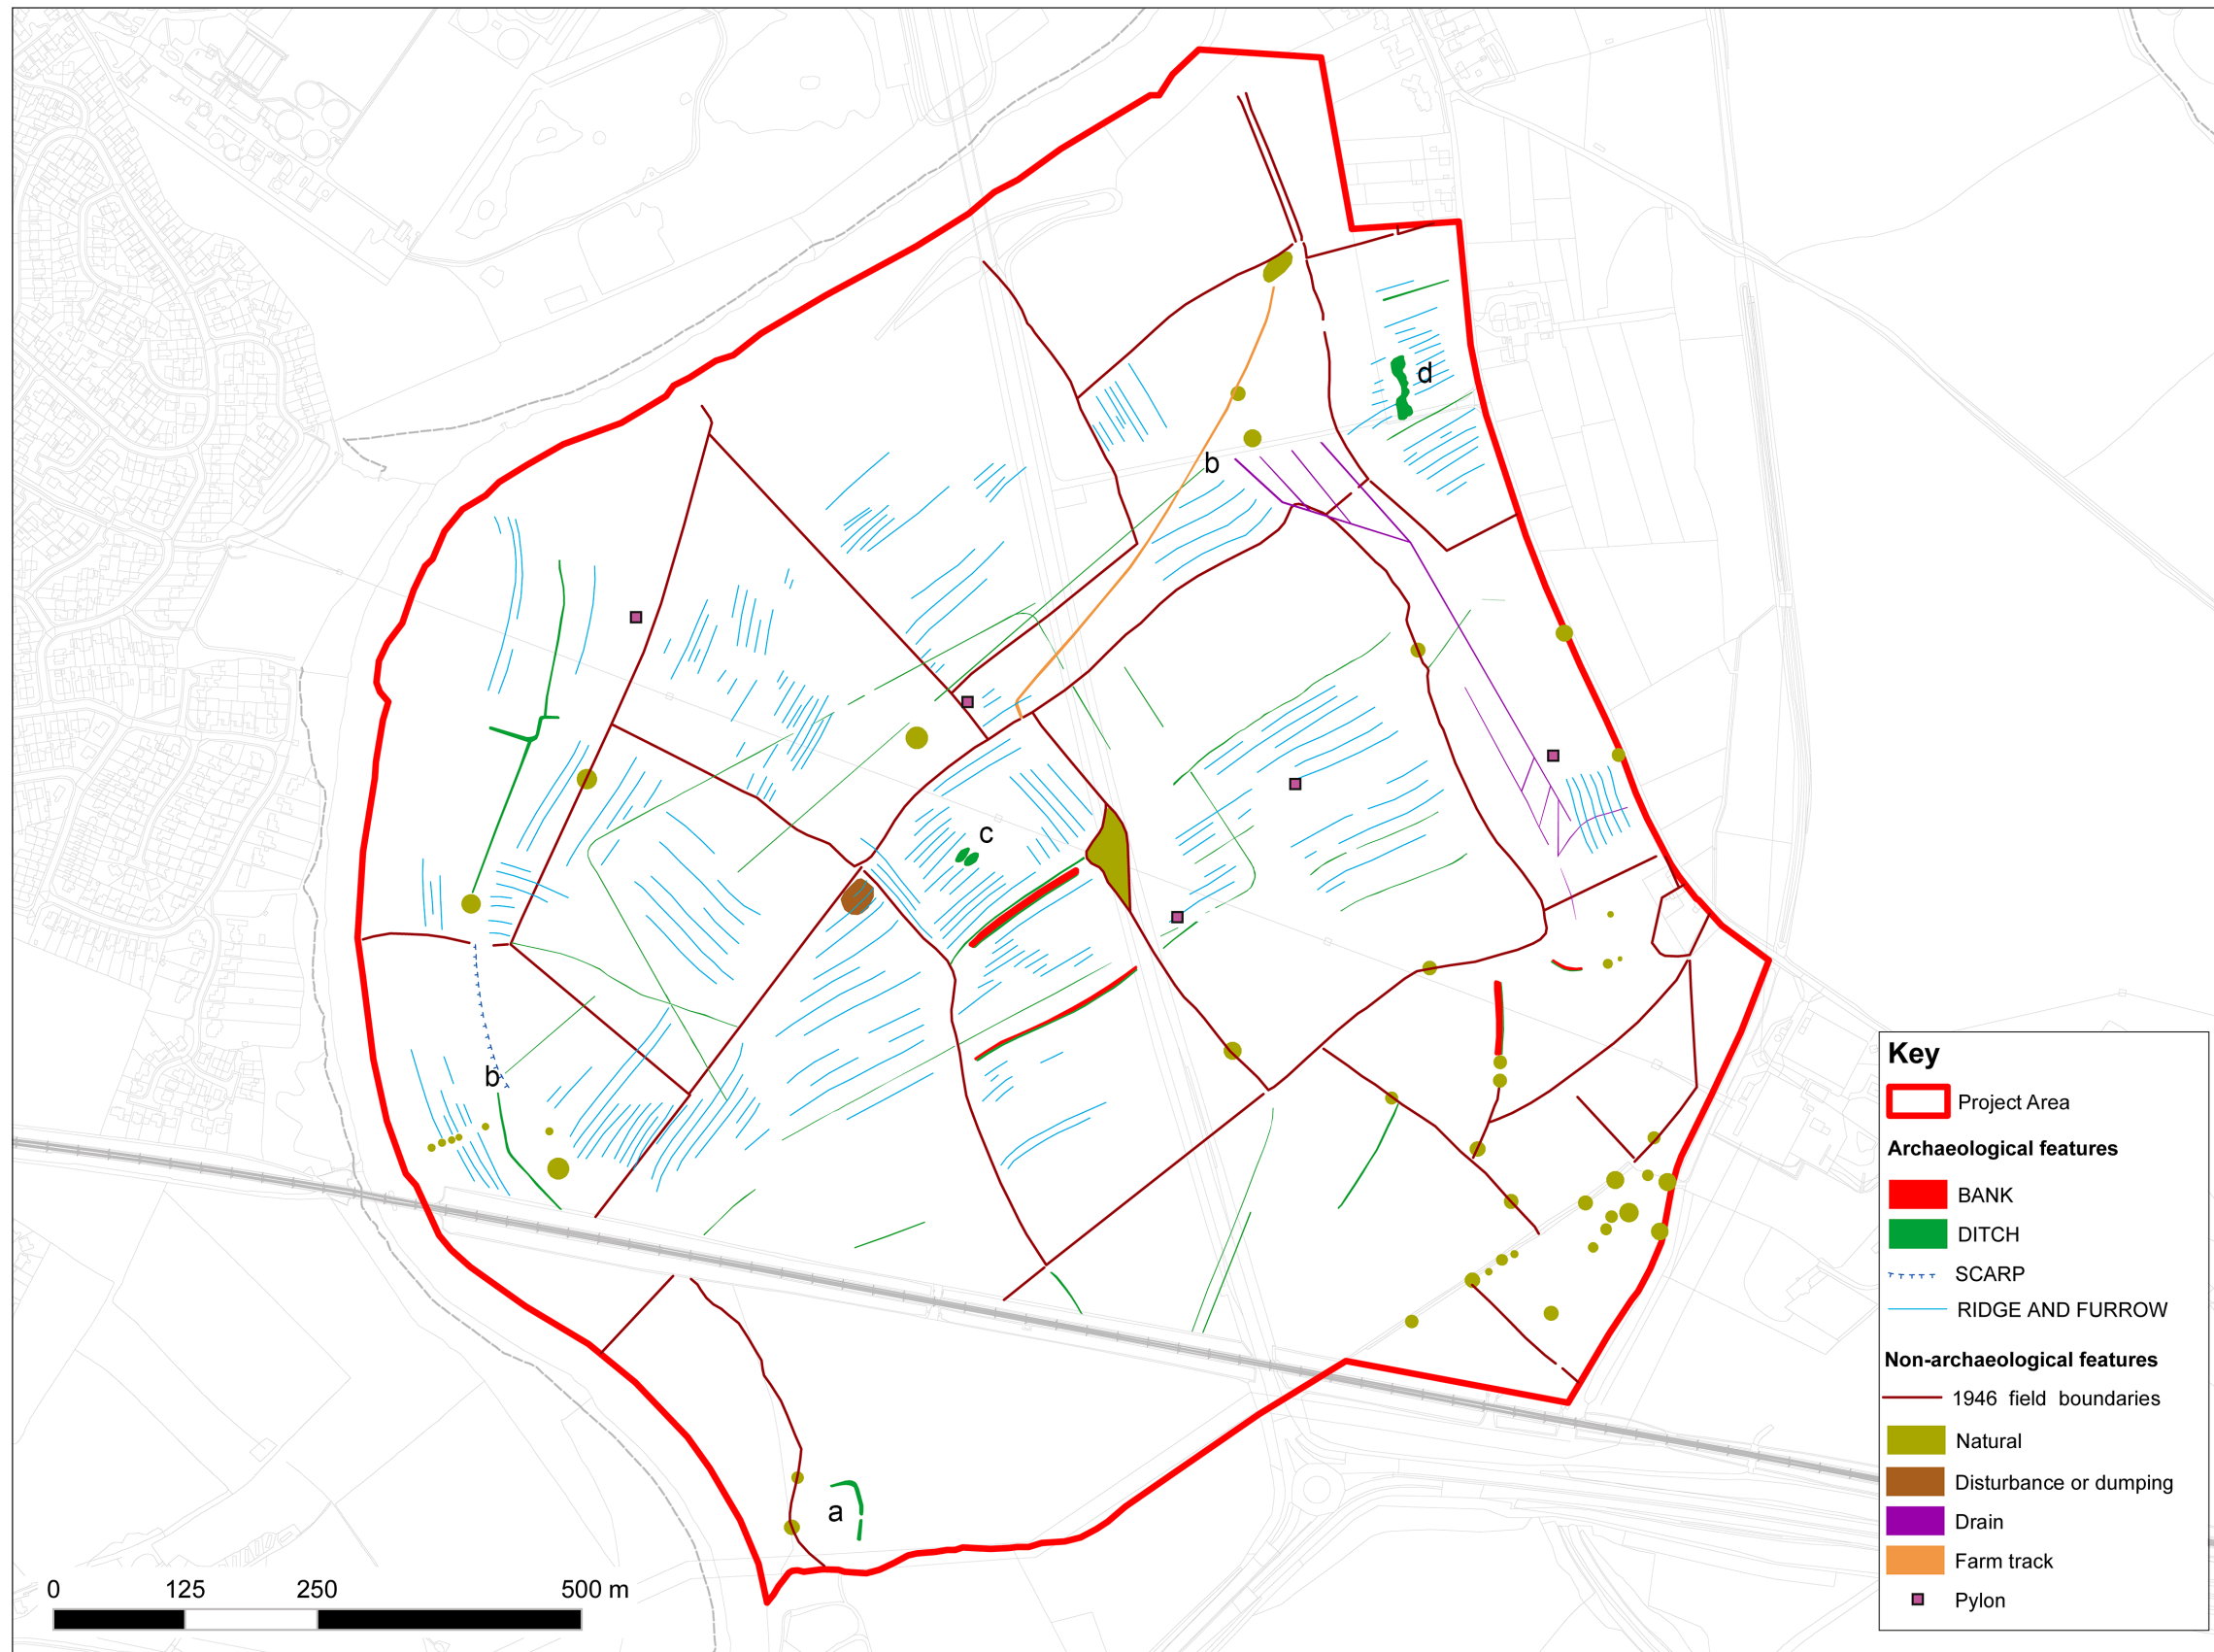 d
b
c
b
a
0 125 250 500 m
Key
Project Area
Archaeological features
BANK
DITCH
SCARP
RIDGE AND FURROW
Non-archaeological features
1946 field boundaries
Natural
Disturbance or dumping
Drain
Farm track
Pylon